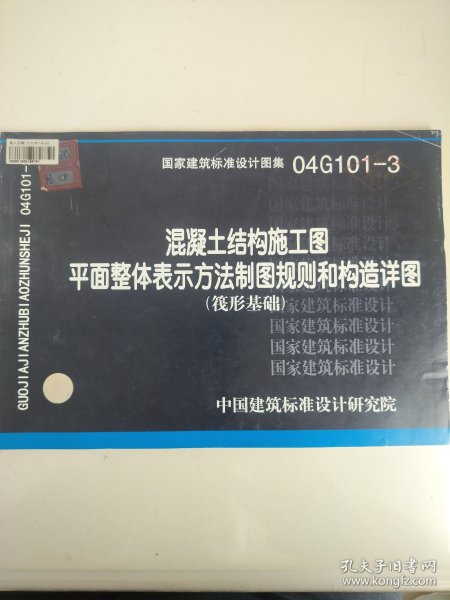 国家建筑标准设计图集 04G101-3
混凝土结构施工图
平面整体表示方法制图规则和构造详图
(筏形基础)
国家建筑标准设计
国家建筑标准设计
国家建筑标准设计
国家建筑标准设计
中国建筑标准设计研究院
GUOJIAJIANZHUBIAOZHUNSHEJI 04G101-
孔夫子旧书网
www.kongfz.com